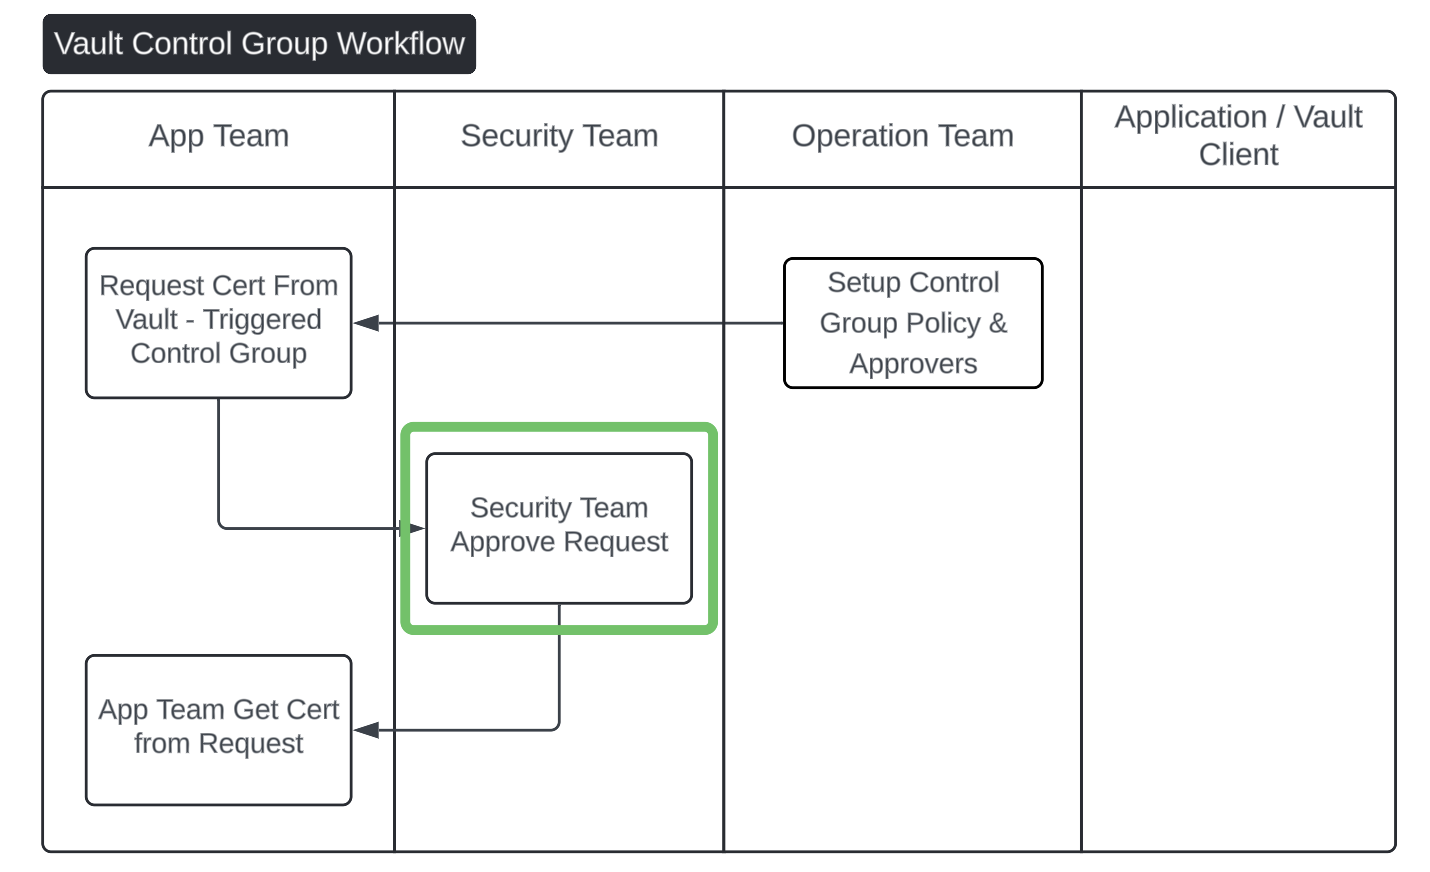 Vault Control Group Workflow
App Team
Security Team
Operation Team
Application / Vault
Client
Request Cert From
Vault - Triggered
Control Group
Setup Control
Group Policy &
Approvers
Security Team
Approve Request
App Team Get Cert
from Request